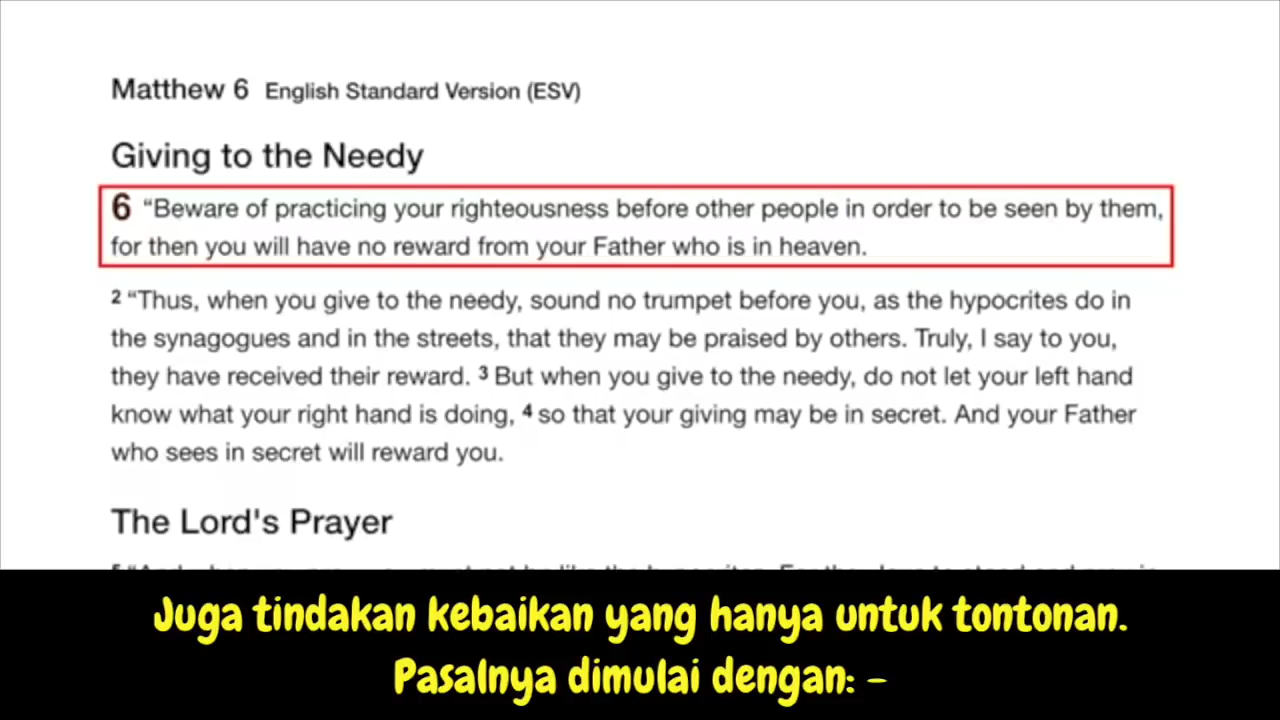 Matthew 6 English Standard Version (ESV)
Giving to the Needy
6 “Beware of practicing your righteousness before other people in order to be seen by them,
for then you will have no reward from your Father who is in heaven.
2 “Thus, when you give to the needy, sound no trumpet before you, as the hypocrites do in
the synagogues and in the streets, that they may be praised by others. Truly, I say to you,
they have received their reward. 3 But when you give to the needy, do not let your left hand
know what your right hand is doing, 4 so that your giving may be in secret. And your Father
who sees in secret will reward you.
The Lord's Prayer
Juga tindakan kebaikan yang hanya untuk tontonan.
Pasalnya dimulai dengan: -